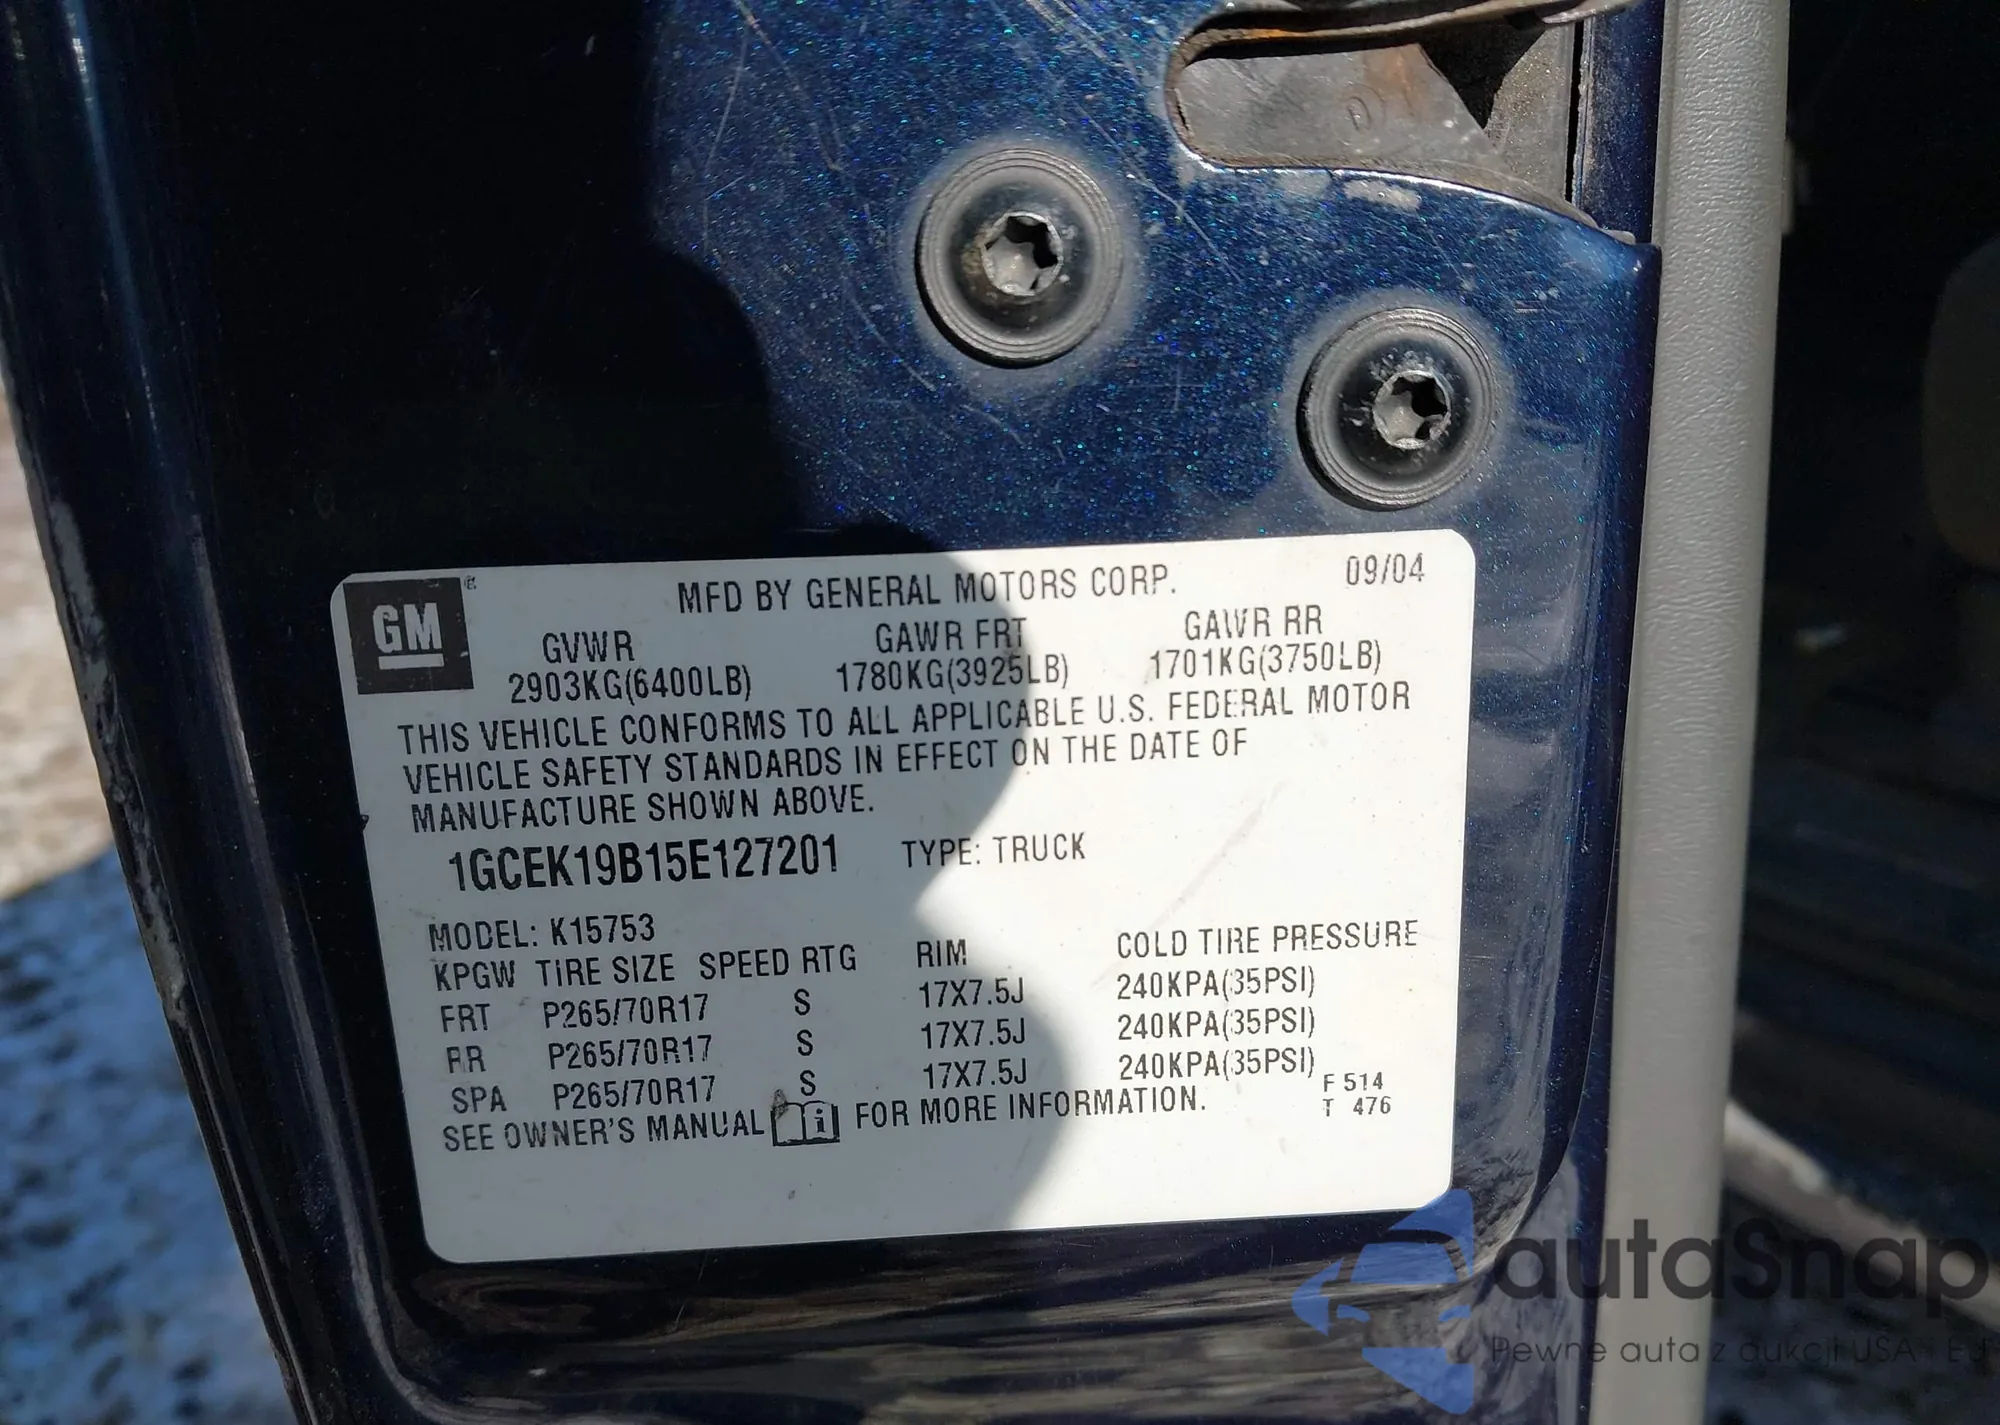 GM
MFD BY GENERAL MOTORS CORP. 09/04
GVWR GAWR FRT GAWR RR
2903KG(6400LB) 1780KG(3925LB) 1701KG(3750LB)
THIS VEHICLE CONFORMS TO ALL APPLICABLE U.S. FEDERAL MOTOR
VEHICLE SAFETY STANDARDS IN EFFECT ON THE DATE OF
MANUFACTURE SHOWN ABOVE.
1GCEK19B15E127201 TYPE: TRUCK
MODEL: K15753
KPGW TIRE SIZE SPEED RTG RIM COLD TIRE PRESSURE
FRT P265/70R17 S 17X7.5J 240KPA(35PSI)
RR P265/70R17 S 17X7.5J 240KPA(35PSI)
SPA P265/70R17 S 17X7.5J 240KPA(35PSI)
SEE OWNER'S MANUAL i FOR MORE INFORMATION.
F 514
T 476
autoSnap
Pewne auta z aukcji USA i EU